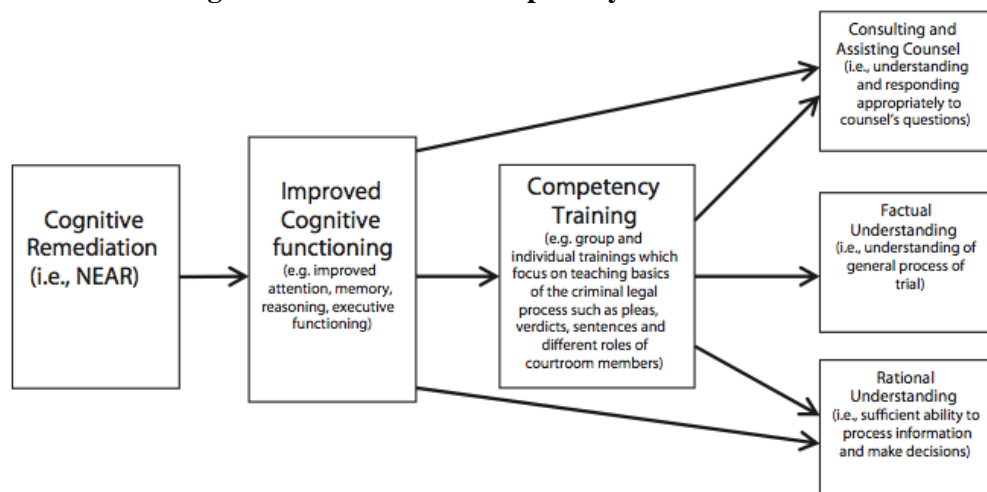 Cognitive
Remediation
(i.e., NEAR)
Improved
Cognitive
functioning
(e.g. improved
attention, memory,
reasoning, executive
functioning)
Competency
Training
(e.g. group and
individual trainings which
focus on teaching basics
of the criminal legal
process such as pleas,
verdicts, sentences and
different roles of
courtroom members)
Consulting and
Assisting Counsel
(i.e., understanding
and responding
appropriately to
counsel's questions)
Factual
Understanding
(i.e., understanding of
general process of
trial)
Rational
Understanding
(i.e., sufficient ability to
process information
and make decisions)